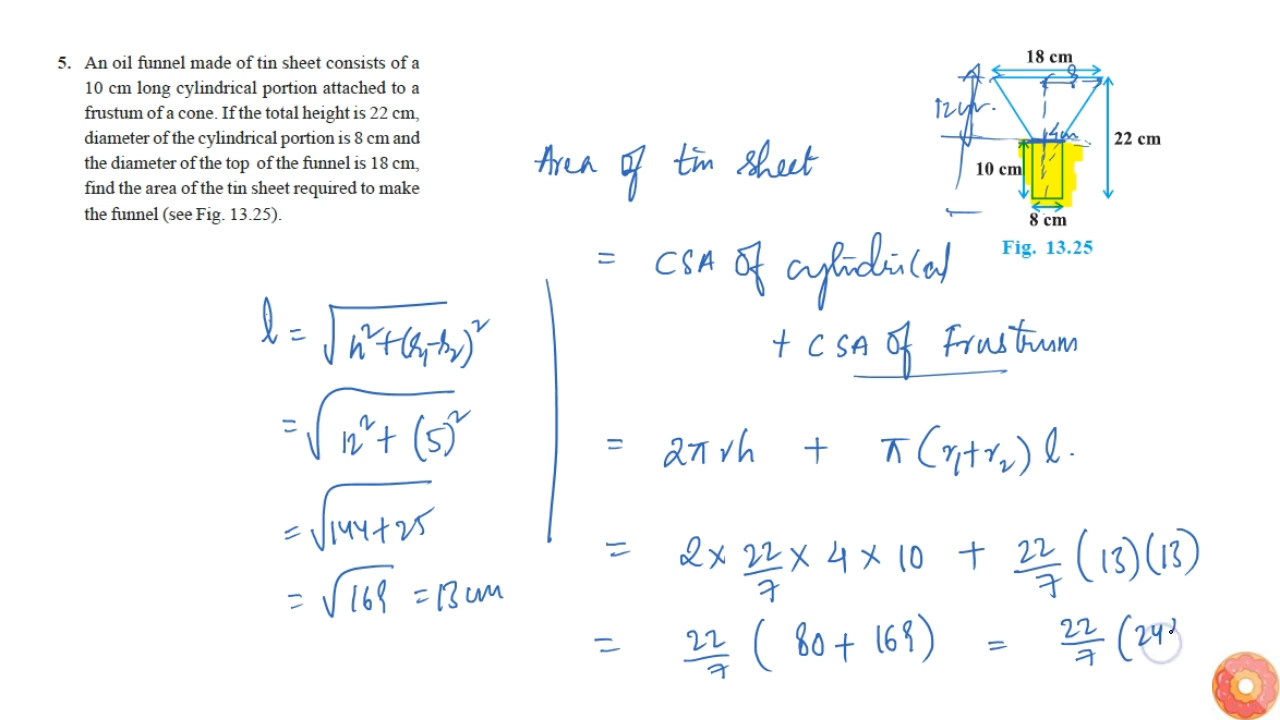 5. An oil funnel made of tin sheet consists of a
10 cm long cylindrical portion attached to a
frustum of a cone. If the total height is 22 cm,
diameter of the cylindrical portion is 8 cm and
the diameter of the top of the funnel is 18 cm,
find the area of the tin sheet required to make
the funnel (see Fig. 13.25).
18 cm
9
12 cm.
4cm
22 cm
10 cm
8 cm
Fig. 13.25
Area of tin sheet
= CSA of cylindrical
+ CSA of Frustrum
= 2πrh + π(r₁+r₂) l.
= 2 × 22/7 × 4 × 10 + 22/7 (13)(13)
= 22/7 (80 + 169) = 22/7 (24
l = √h²+(r₁-r₂)²
= √12² + (5)²
= √144+25
= √169 = 13 cm